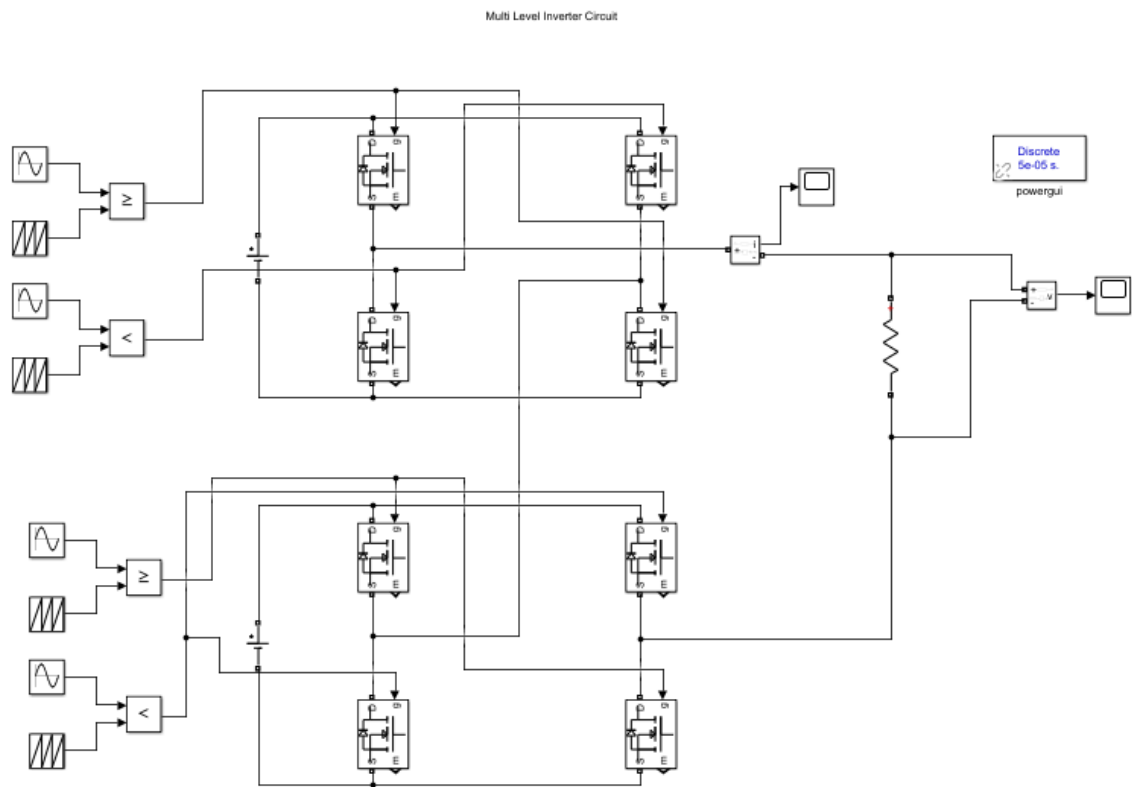 Multi Level Inverter Circuit
g
g
D
D
Discrete
5e-05 s.
≥
S
m
S
m
powergui
+
i
-
+
+
v
-
g
g
D
D
<
S
m
S
m
g
g
D
D
≥
S
m
S
m
+
g
g
D
D
<
S
m
S
m